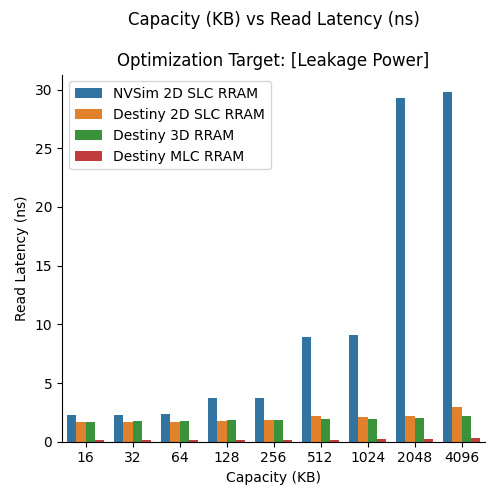 Capacity (KB) vs Read Latency (ns)
Optimization Target: [Leakage Power]
NVSim 2D SLC RRAM
Destiny 2D SLC RRAM
Destiny 3D RRAM
Destiny MLC RRAM
Read Latency (ns)
30
25
20
15
10
5
0
16 32 64 128 256 512 1024 2048 4096
Capacity (KB)